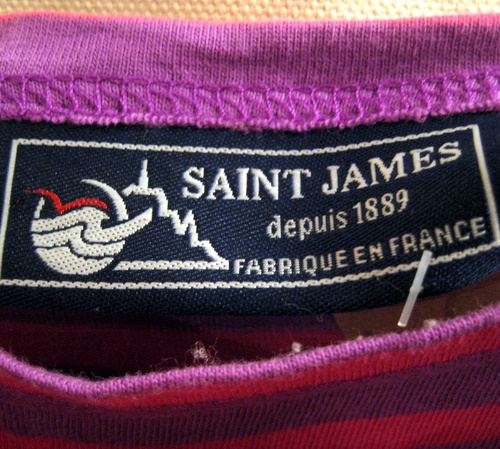 SAINT JAMES
depuis 1889
FABRIQUE EN FRANCE